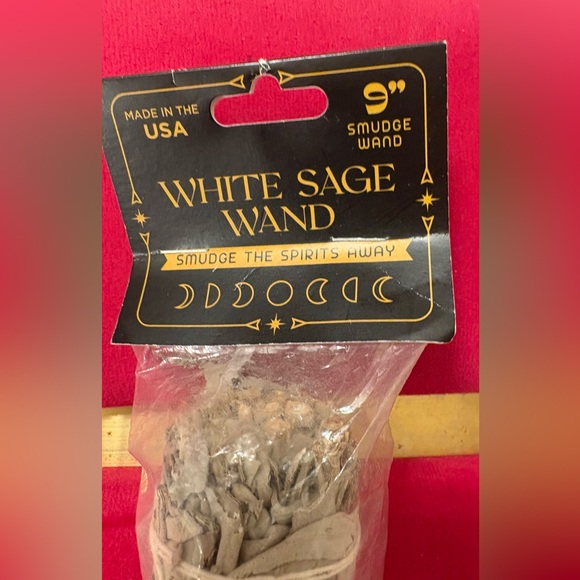 MADE IN THE
USA
9”
SMUDGE
WAND
WHITE SAGE
WAND
SMUDGE THE SPIRITS AWAY